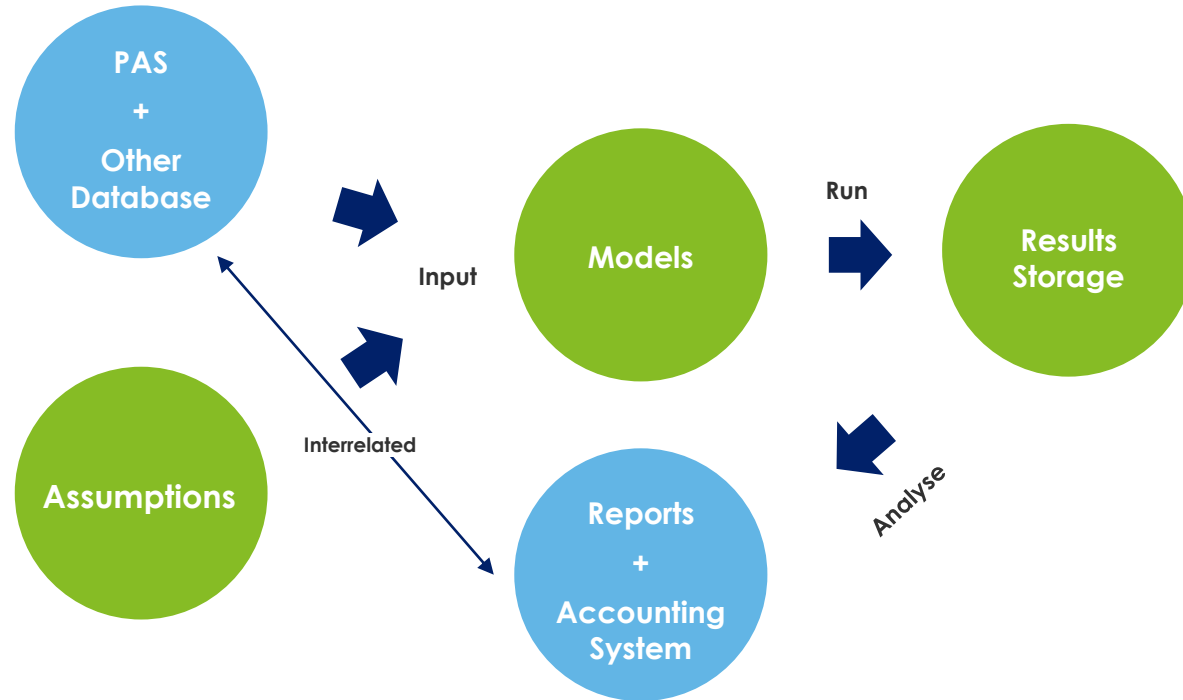 PAS
+
Other
Database
Input
Models
Run
Results
Storage
Assumptions
Interrelated
Reports
+
Accounting
System
Analyse